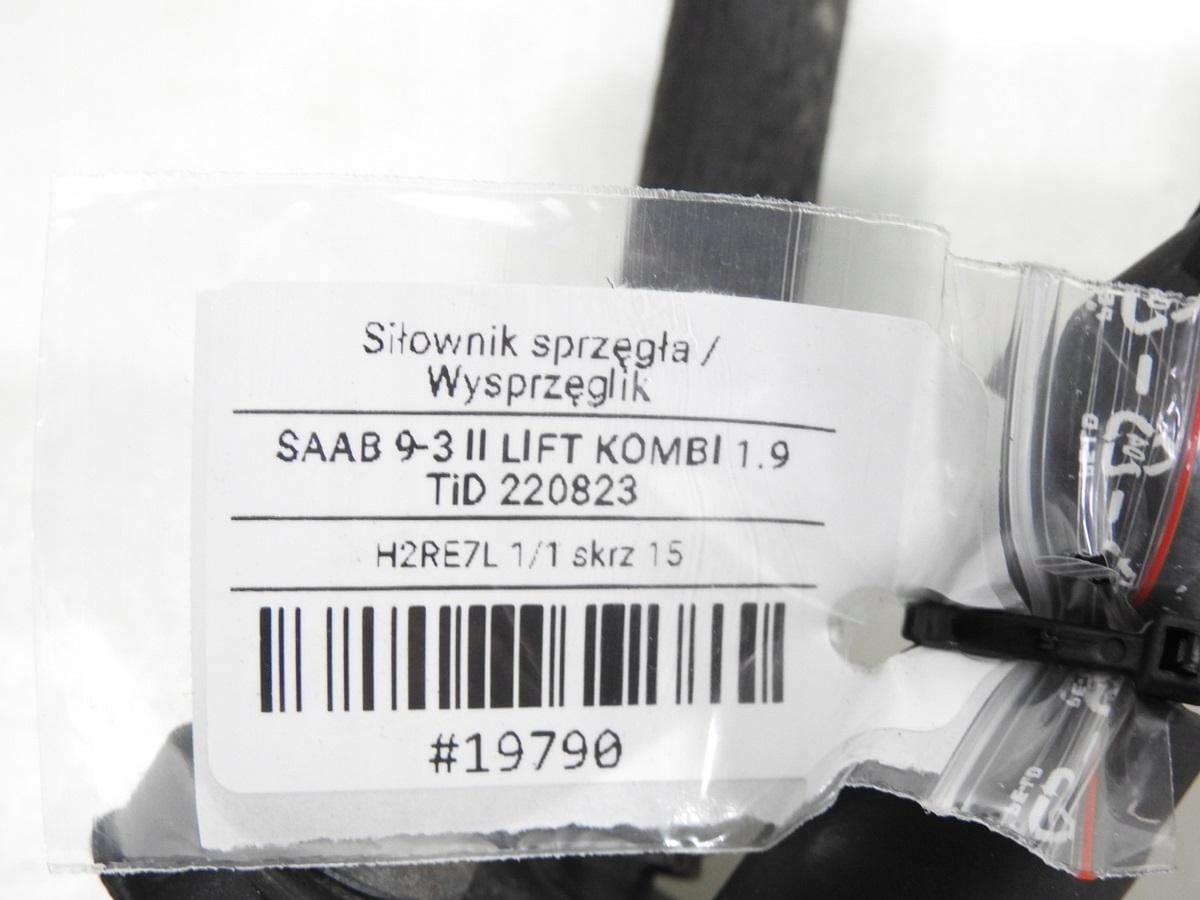 Siłownik sprzęgła /
Wysprzęglik
SAAB 9-3 II LIFT KOMBI 1.9
TiD 220823
H2RE7L 1/1 skrz 15
#19790